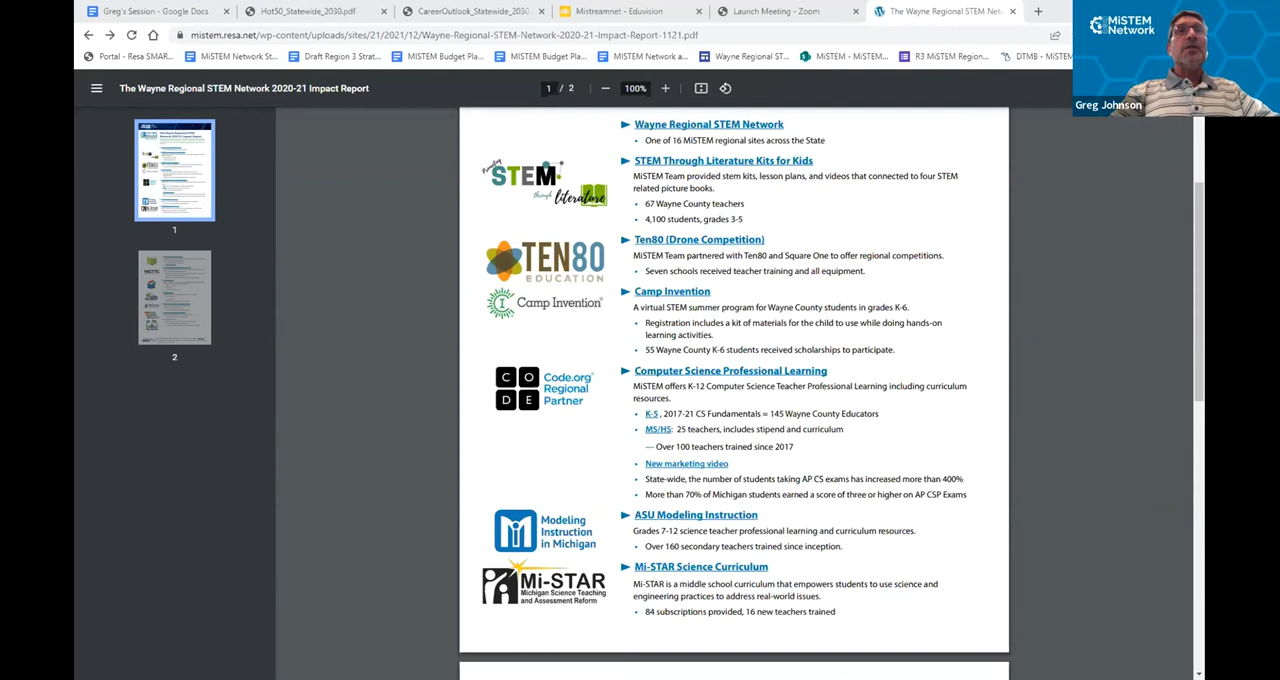 Greg's Session - Google Docs
Hot50_Statewide_2030.pdf
CareerOutlook_Statewide_2030
Mistreamnet - Eduvision
Launch Meeting - Zoom
The Wayne Regional STEM Net
mistem.resa.net/wp-content/uploads/sites/21/2021/12/Wayne-Regional-STEM-Network-2020-21-Impact-Report-1121.pdf
Portal - Resa SMAR...
MiSTEM Network St...
Draft Region 3 Strat...
MiSTEM Budget Pla...
MiSTEM Budget Pla...
MiSTEM Network a...
Wayne Regional ST...
MiSTEM - MiSTEM...
R3 MiSTEM Region...
DTMB - MiSTEM
MiSTEM
Network
Greg Johnson
The Wayne Regional STEM Network 2020-21 Impact Report
1 / 2
100%
1
2
Wayne Regional STEM Network
• One of 16 MiSTEM regional sites across the State
Providing
STEM
through literature
STEM Through Literature Kits for Kids
MiSTEM Team provided stem kits, lesson plans, and videos that connected to four STEM
related picture books.
• 67 Wayne County teachers
• 4,100 students, grades 3-5
TEN80
EDUCATION
Ten80 (Drone Competition)
MiSTEM Team partnered with Ten80 and Square One to offer regional competitions.
• Seven schools received teacher training and all equipment.
Camp Invention®
Camp Invention
A virtual STEM summer program for Wayne County students in grades K-6.
• Registration includes a kit of materials for the child to use while doing hands-on
learning activities.
• 55 Wayne County K-6 students received scholarships to participate.
C O
D E
Code.org®
Regional
Partner
Computer Science Professional Learning
MiSTEM offers K-12 Computer Science Teacher Professional Learning including curriculum
resources.
• K-5 , 2017-21 CS Fundamentals = 145 Wayne County Educators
• MS/HS: 25 teachers, includes stipend and curriculum
— Over 100 teachers trained since 2017
• New marketing video
• State-wide, the number of students taking AP CS exams has increased more than 400%
• More than 70% of Michigan students earned a score of three or higher on AP CSP Exams
Modeling
Instruction
in Michigan
ASU Modeling Instruction
Grades 7-12 science teacher professional learning and curriculum resources.
• Over 160 secondary teachers trained since inception.
Mi-STAR
Michigan Science Teaching
and Assessment Reform
Mi-STAR Science Curriculum
Mi-STAR is a middle school curriculum that empowers students to use science and
engineering practices to address real-world issues.
• 84 subscriptions provided, 16 new teachers trained